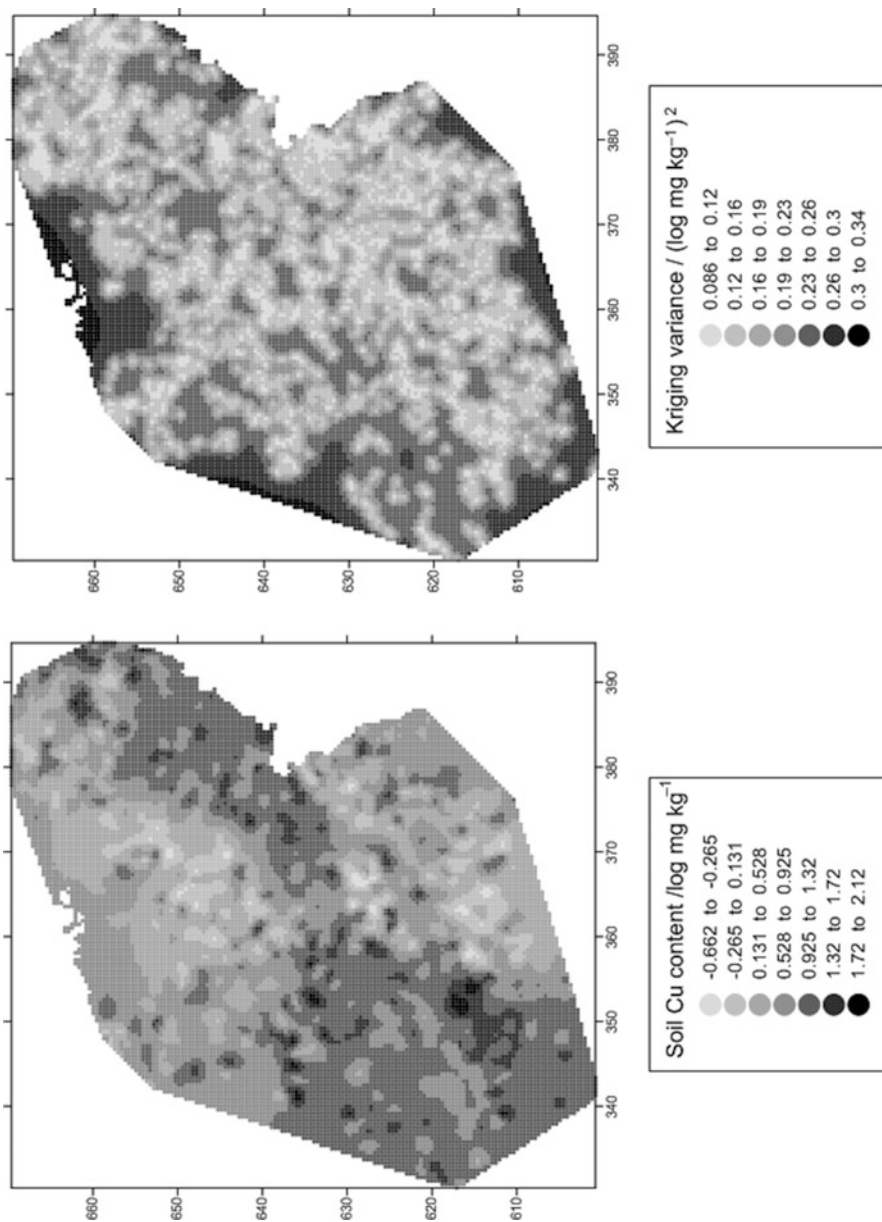 390
380
370
360
350
340
660
650
640
630
620
610
Kriging variance / (log mg kg⁻¹)²
0.086 to 0.12
0.12 to 0.16
0.16 to 0.19
0.19 to 0.23
0.23 to 0.26
0.26 to 0.3
0.3 to 0.34
390
380
370
360
350
340
660
650
640
630
620
610
Soil Cu content /log mg kg⁻¹
-0.662 to -0.265
-0.265 to 0.131
0.131 to 0.528
0.528 to 0.925
0.925 to 1.32
1.32 to 1.72
1.72 to 2.12